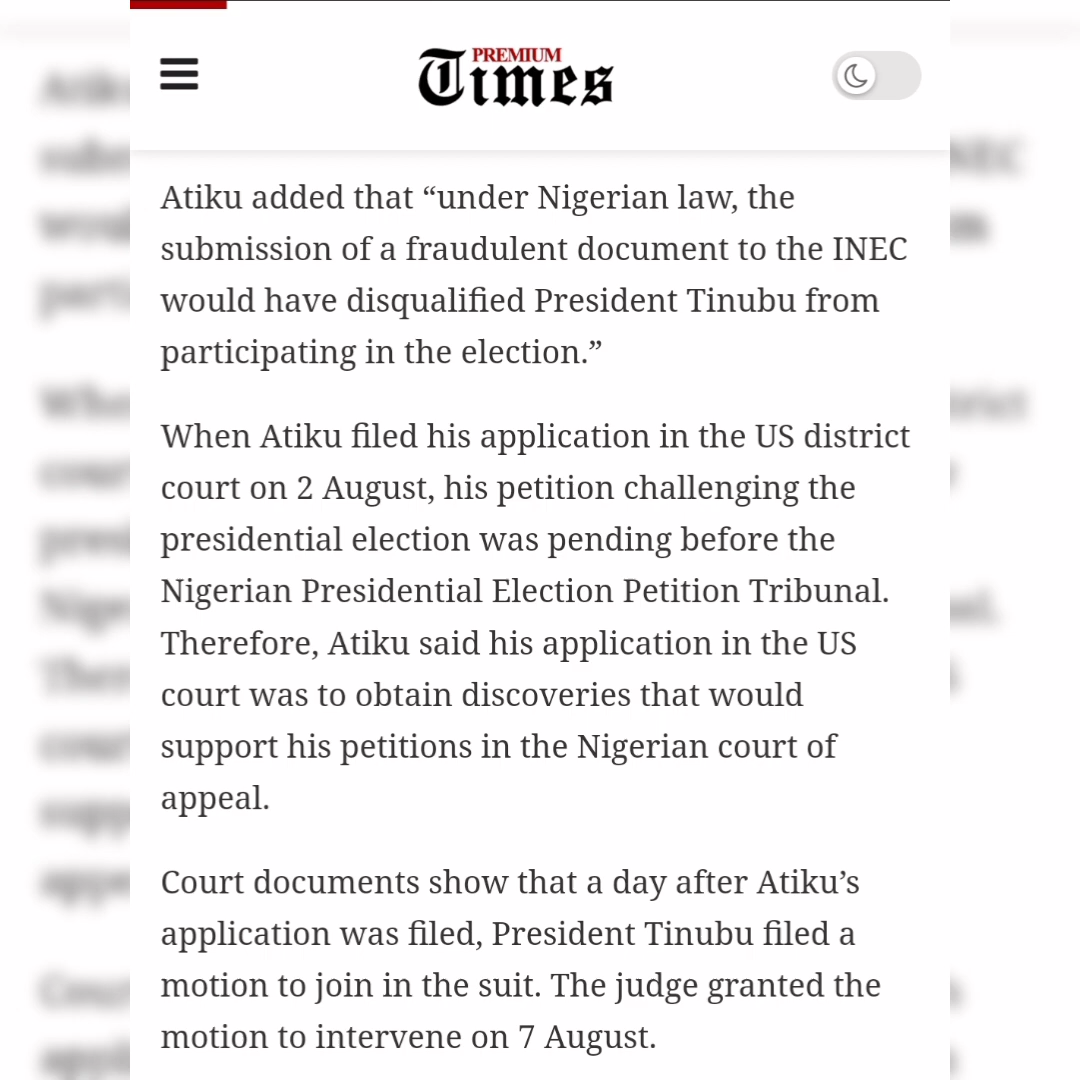 PREMIUM
Times
Atiku added that “under Nigerian law, the
submission of a fraudulent document to the INEC
would have disqualified President Tinubu from
participating in the election.”
When Atiku filed his application in the US district
court on 2 August, his petition challenging the
presidential election was pending before the
Nigerian Presidential Election Petition Tribunal.
Therefore, Atiku said his application in the US
court was to obtain discoveries that would
support his petitions in the Nigerian court of
appeal.
Court documents show that a day after Atiku’s
application was filed, President Tinubu filed a
motion to join in the suit. The judge granted the
motion to intervene on 7 August.